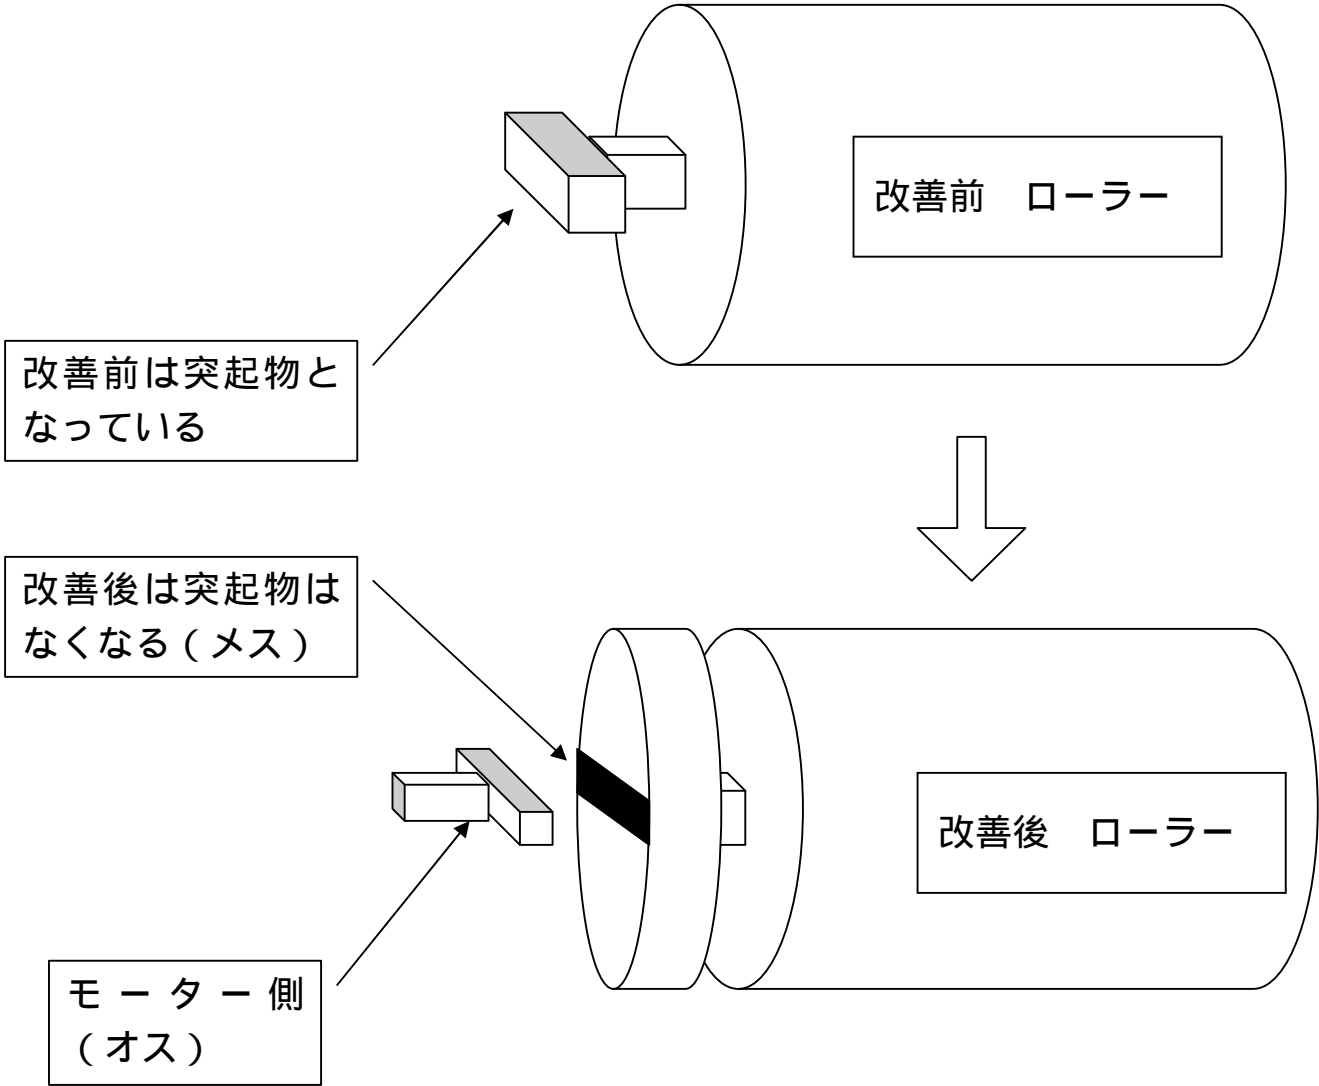 改善前　ローラー
改善前は突起物と
なっている
改善後は突起物は
なくなる（メス）
改善後　ローラー
モーター側
（オス）